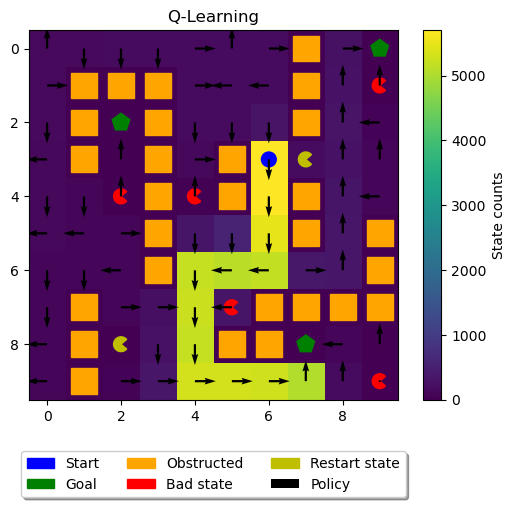 Q-Learning
0
2
4
6
8
0 2 4 6 8
5000
4000
3000
2000
1000
0
State counts
Start Obstructed Restart state
Goal Bad state Policy